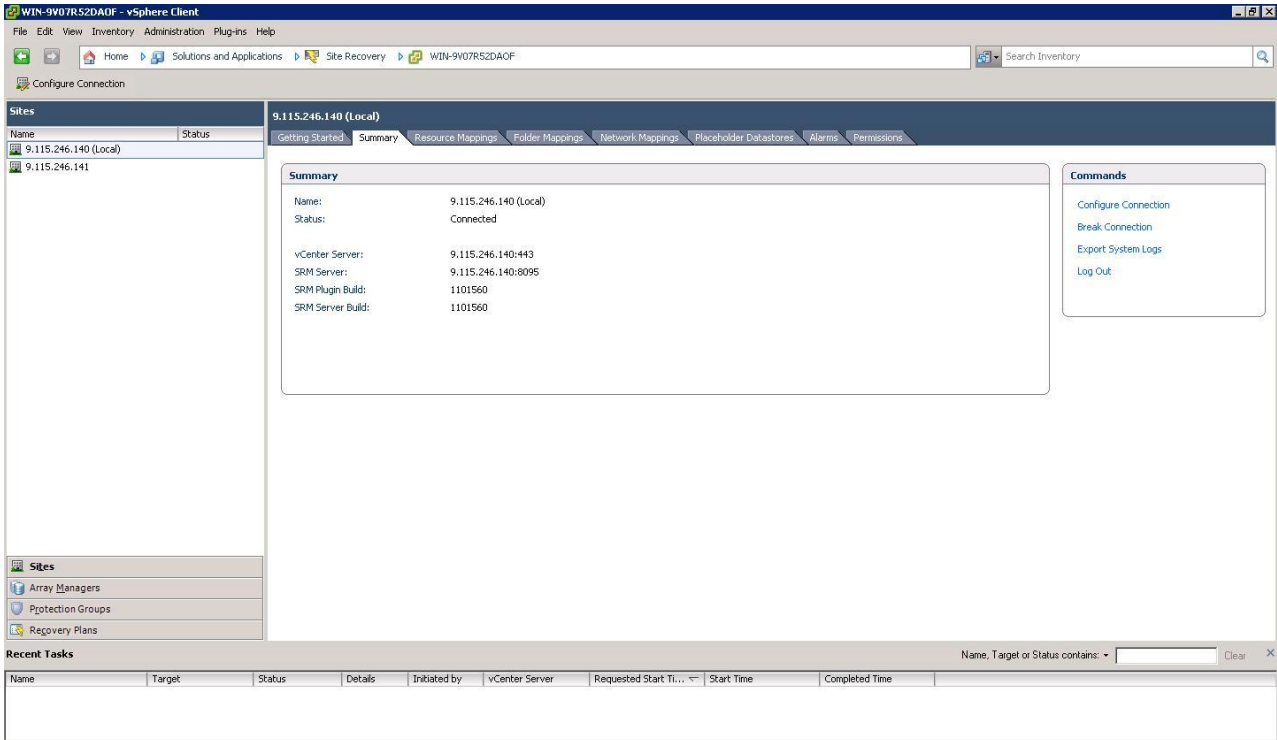 WIN-9V07R52DAOF - vSphere Client
File Edit View Inventory Administration Plug-ins Help
Home Solutions and Applications Site Recovery WIN-9V07R52DAOF Search Inventory
Configure Connection
Sites
Name Status
9.115.246.140 (Local)
9.115.246.141
Sites
Array Managers
Protection Groups
Recovery Plans
9.115.246.140 (Local)
Getting Started Summary Resource Mappings Folder Mappings Network Mappings Placeholder Datastores Alarms Permissions
Summary
Name: 9.115.246.140 (Local)
Status: Connected
vCenter Server: 9.115.246.140:443
SRM Server: 9.115.246.140:8095
SRM Plugin Build: 1101560
SRM Server Build: 1101560
Commands
Configure Connection
Break Connection
Export System Logs
Log Out
Recent Tasks Name, Target or Status contains: Clear
Name Target Status Details Initiated by vCenter Server Requested Start Ti... Start Time Completed Time